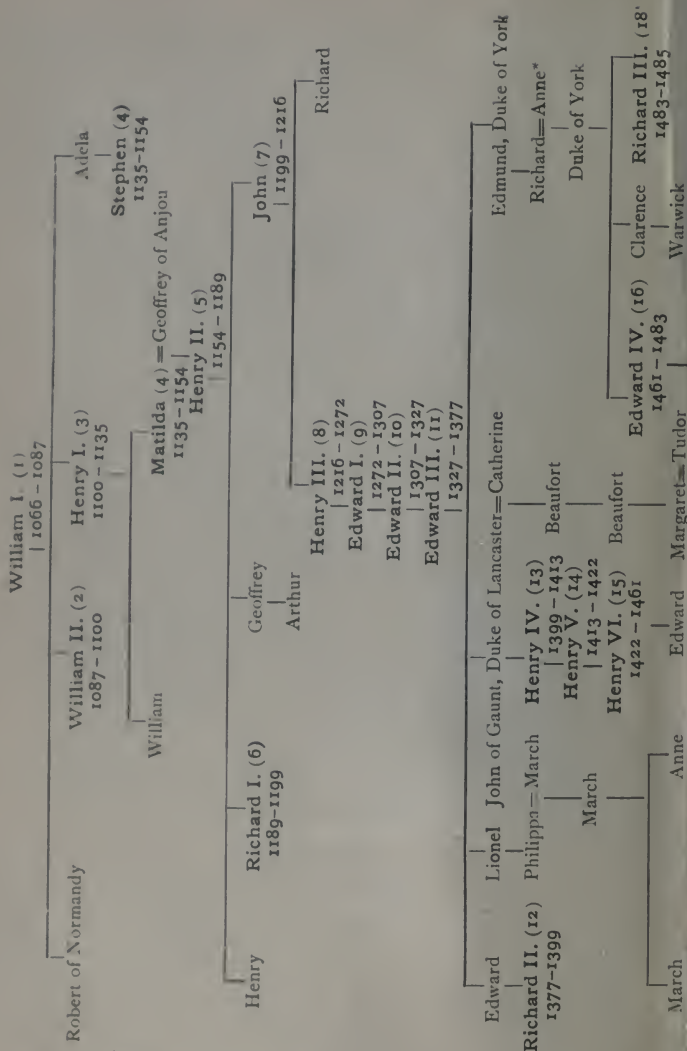 William I. (1)
1066-1087
Robert of Normandy
William II. (2)
1087-1100
Henry I. (3)
1100-1135
Adela
Stephen (4)
1135-1154
William
Matilda (4) = Geoffrey of Anjou
1135-1154
Henry II. (5)
1154-1189
Henry
Richard I. (6)
1189-1199
Geoffrey
Arthur
John (7)
1199-1216
Henry III. (8)
1216-1272
Edward I. (9)
1272-1307
Edward II. (10)
1307-1327
Edward III. (11)
1327-1377
Richard
Edward
Richard II. (12)
1377-1399
Lionel
Philippa = March
March
March
Anne
John of Gaunt, Duke of Lancaster = Catherine
Henry IV. (13)
1399-1413
Henry V. (14)
1413-1422
Henry VI. (15)
1422-1461
Edward
Beaufort
Beaufort
Margaret = Tudor
Edmund, Duke of York
Richard = Anne*
Duke of York
Edward IV. (16)
1461-1483
Clarence
Warwick
Richard III. (18
1483-1485